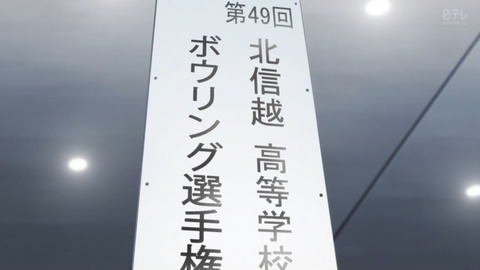 第49回
北信越 高等学校
ボウリング選手権
日テレ